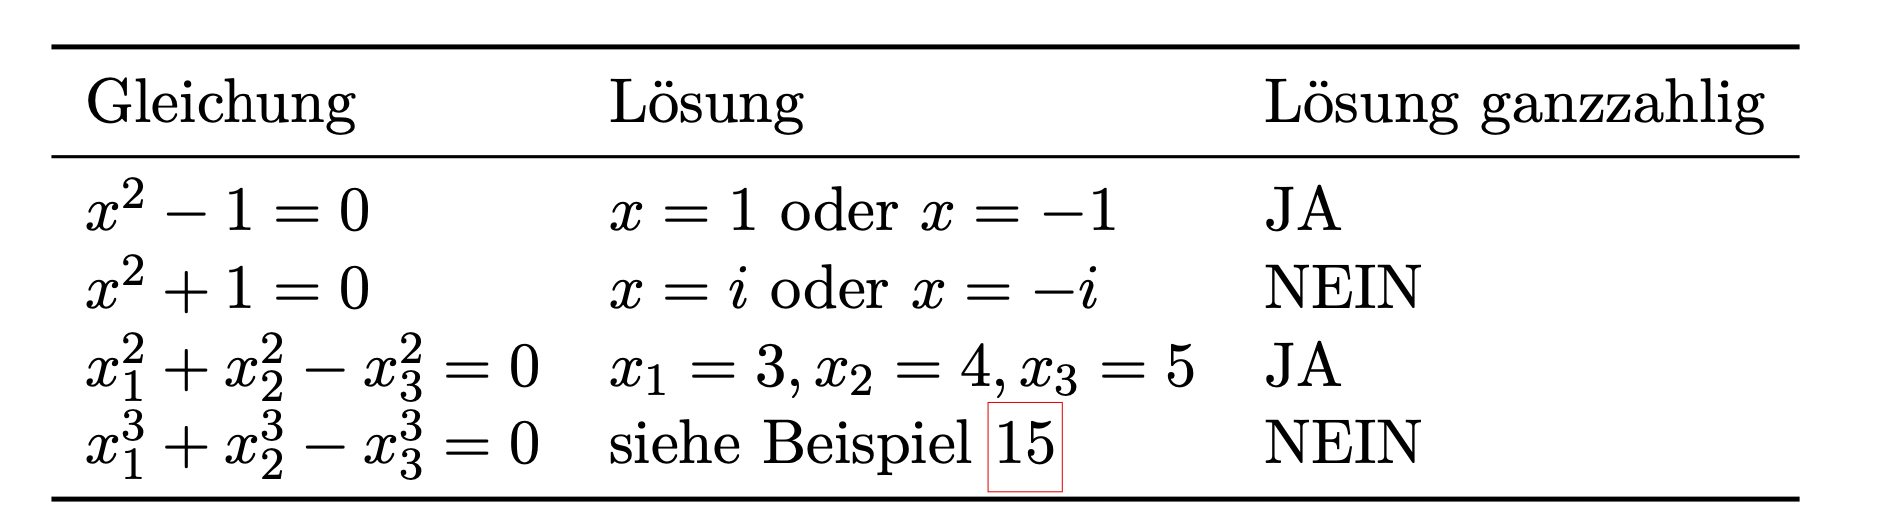 Gleichung Lösung Lösung ganzzahlig
$x^2 - 1 = 0$ $x = 1$ oder $x = -1$ JA
$x^2 + 1 = 0$ $x = i$ oder $x = -i$ NEIN
$x_1^2 + x_2^2 - x_3^2 = 0$ $x_1 = 3, x_2 = 4, x_3 = 5$ JA
$x_1^3 + x_2^3 - x_3^3 = 0$ siehe Beispiel 15 NEIN